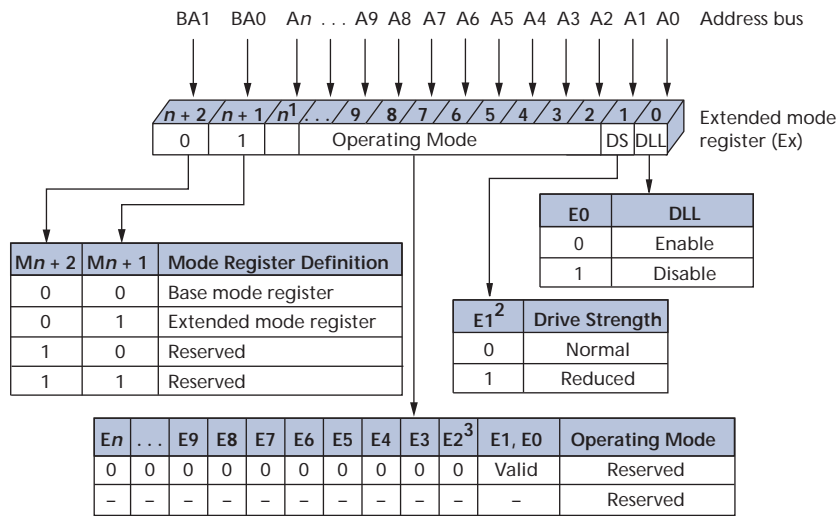 BA1 BA0 An . . . A9 A8 A7 A6 A5 A4 A3 A2 A1 A0 Address bus
n + 2 n + 1 n1 . . . 9 8 7 6 5 4 3 2 1 0
Extended mode
register (Ex)
0 1 Operating Mode DS DLL
E0 DLL
0 Enable
1 Disable
Mn + 2 Mn + 1 Mode Register Definition
0 0 Base mode register
0 1 Extended mode register
1 0 Reserved
1 1 Reserved
E1² Drive Strength
0 Normal
1 Reduced
En . . . E9 E8 E7 E6 E5 E4 E3 E2³ E1, E0 Operating Mode
0 0 0 0 0 0 0 0 0 0 Valid Reserved
– – – – – – – – – – – Reserved